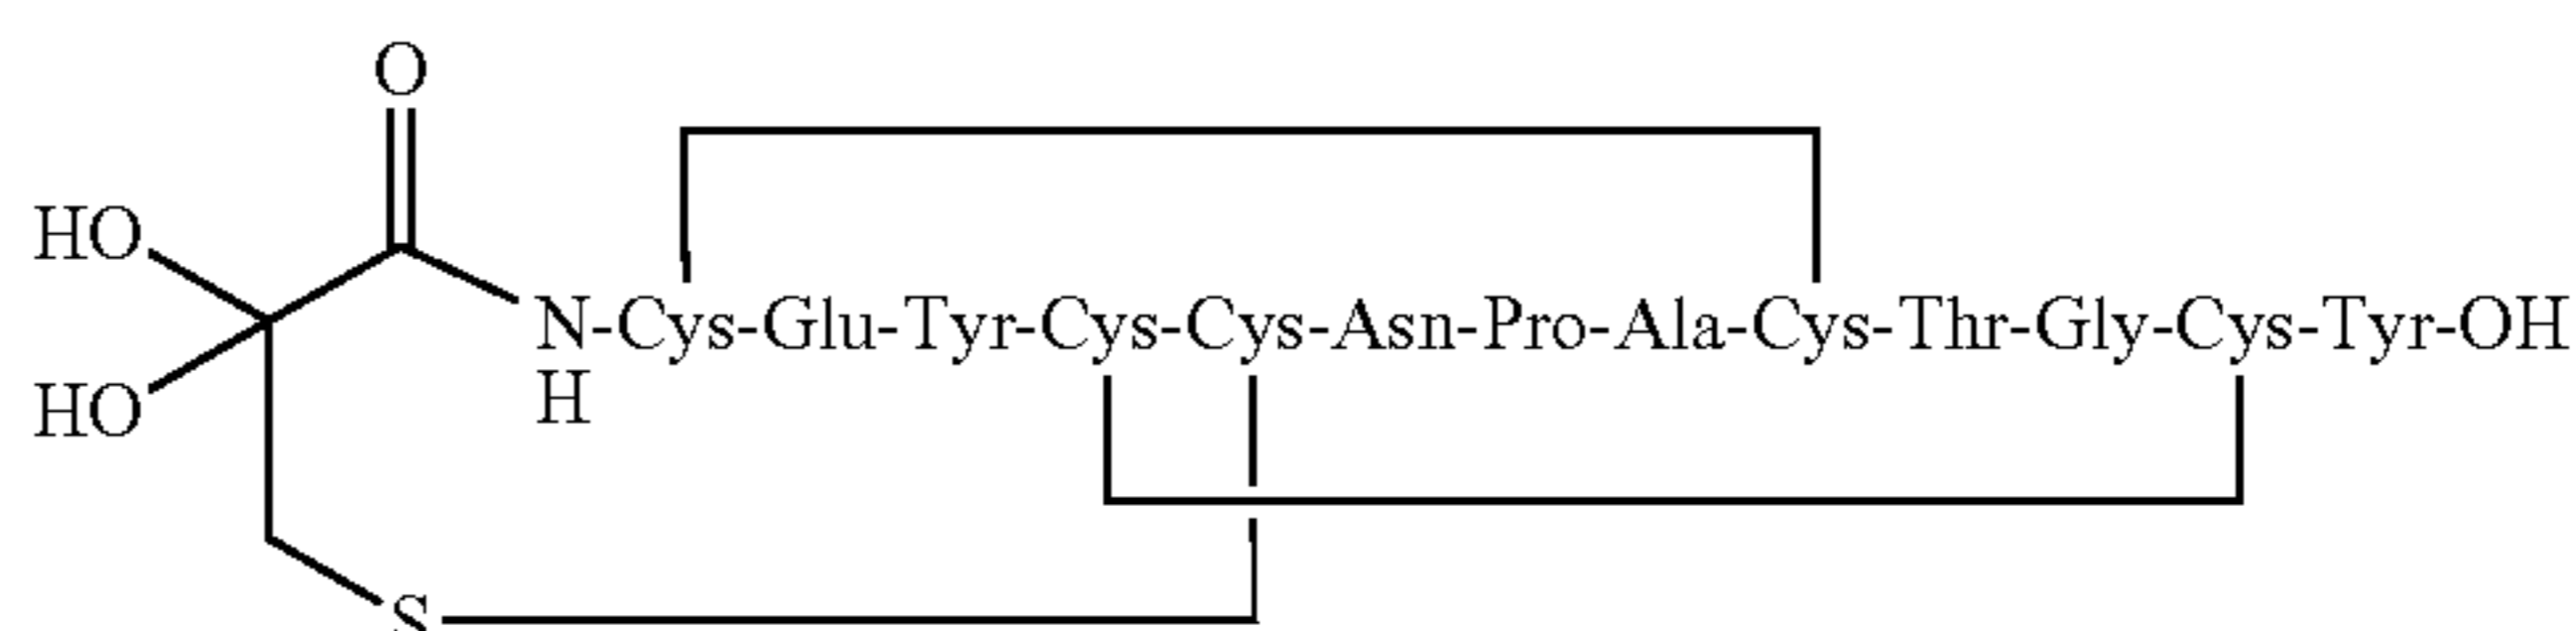 O
HO
HO
N-Cys-Glu-Tyr-Cys-Cys-Asn-Pro-Ala-Cys-Thr-Gly-Cys-Tyr-OH
H
S